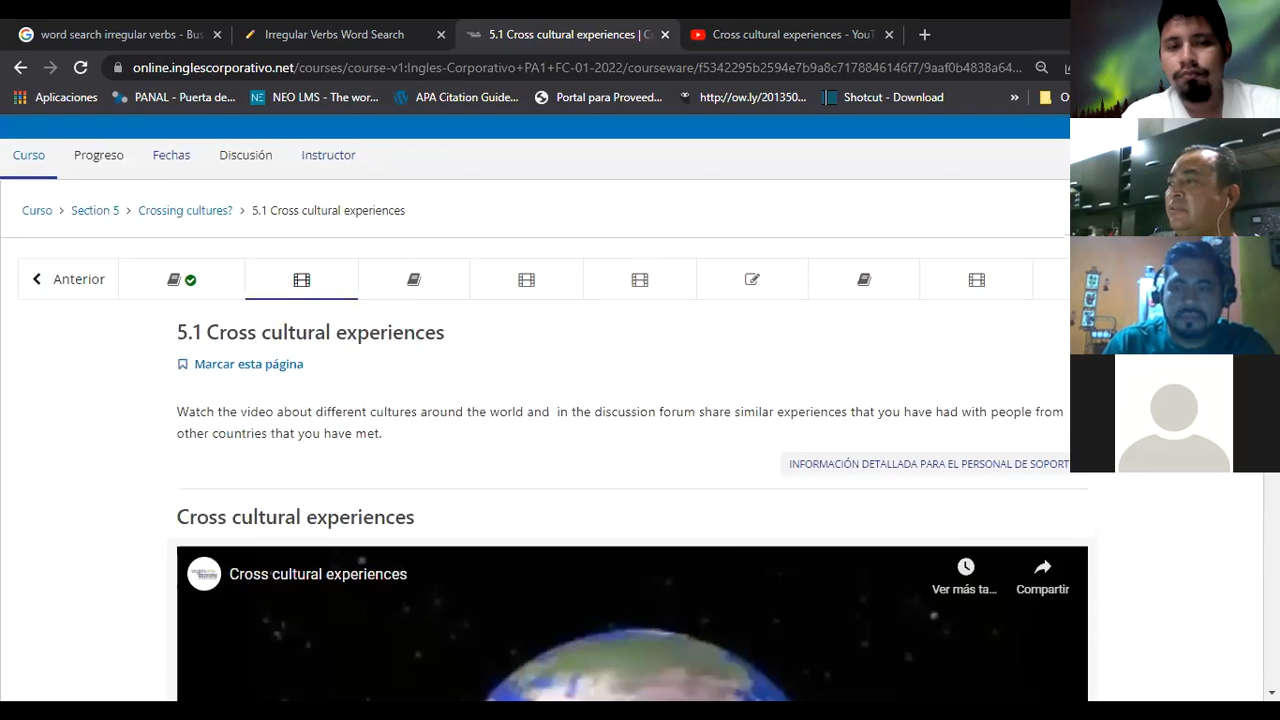 word search irregular verbs - Bus
Irregular Verbs Word Search
5.1 Cross cultural experiences | C
Cross cultural experiences - YouT
online.inglescorporativo.net/courses/course-v1:Ingles-Corporativo+PA1+FC-01-2022/courseware/f5342295b2594e7b9a8c7178846146f7/9aaf0b4838a64...
Aplicaciones
PANAL - Puerta de...
NEO LMS - The wor...
APA Citation Guide...
Portal para Proveed...
http://ow.ly/201350...
Shotcut - Download
»
Curso
Progreso
Fechas
Discusión
Instructor
Curso > Section 5 > Crossing cultures? > 5.1 Cross cultural experiences
Anterior
5.1 Cross cultural experiences
Marcar esta página
Watch the video about different cultures around the world and in the discussion forum share similar experiences that you have had with people from
other countries that you have met.
INFORMACIÓN DETALLADA PARA EL PERSONAL DE SOPORT
Cross cultural experiences
Cross cultural experiences
Ver más ta...
Compartir